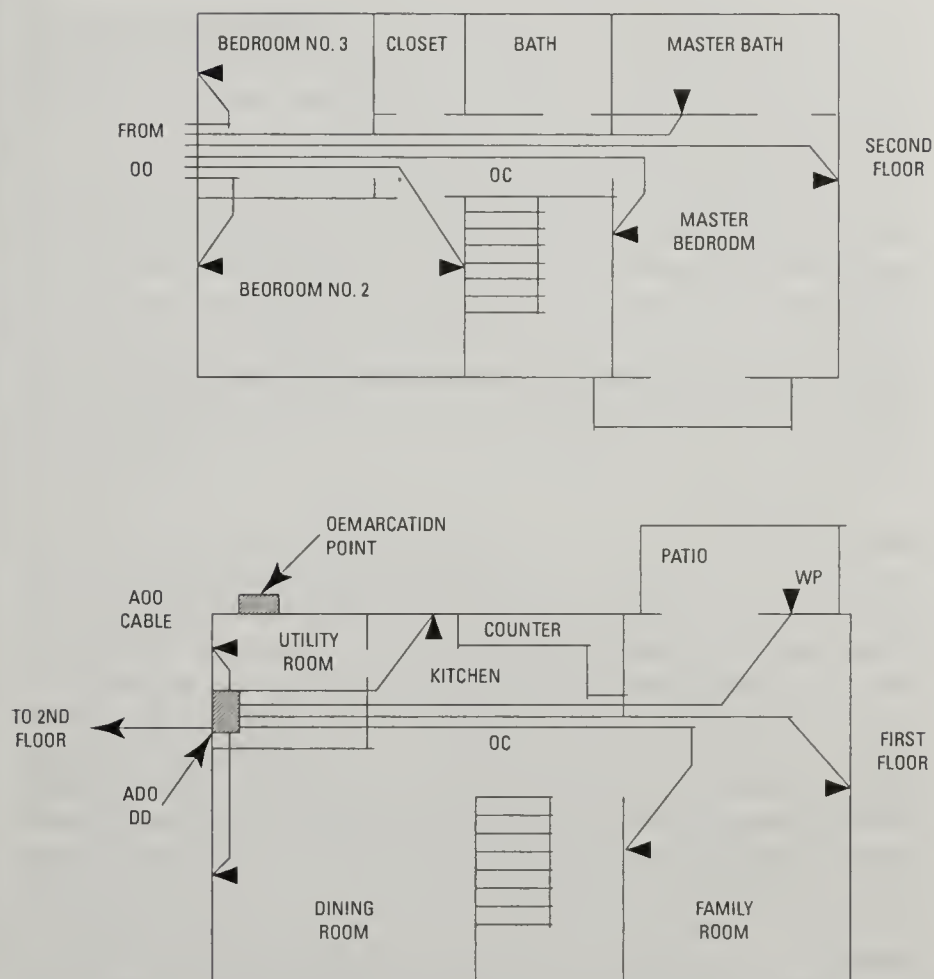 BEDROOM NO. 3
CLOSET
BATH
MASTER BATH
FROM
OO
SECOND
FLOOR
OC
MASTER
BEDRODM
BEOROOM NO. 2
OEMARCATION
POINT
PATIO
WP
AOO
CABLE
UTILITY
ROOM
COUNTER
KITCHEN
TO 2ND
FLOOR
OC
FIRST
FLOOR
ADO
DD
DINING
ROOM
FAMILY
ROOM